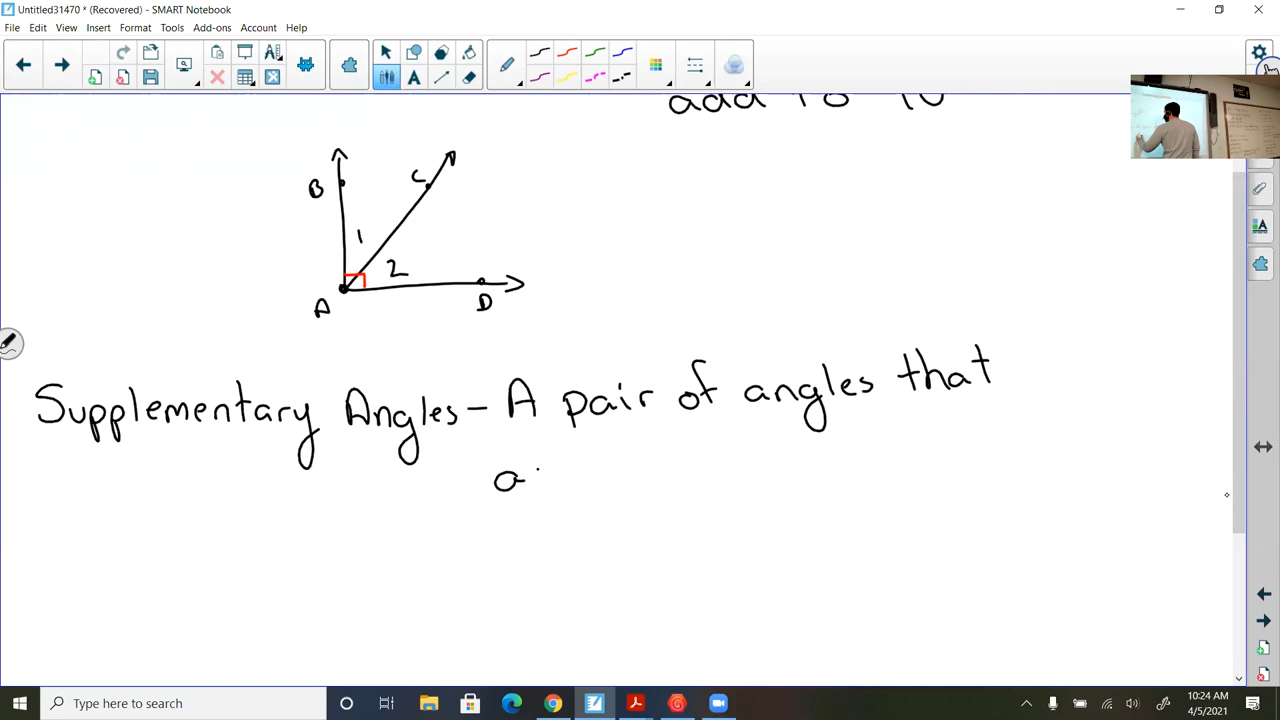 Untitled31470 * (Recovered) - SMART Notebook
File Edit View Insert Format Tools Add-ons Account Help
B
C
1
2
A
D
Supplementary Angles - A pair of angles that
a
Type here to search
10:24 AM
4/5/2021